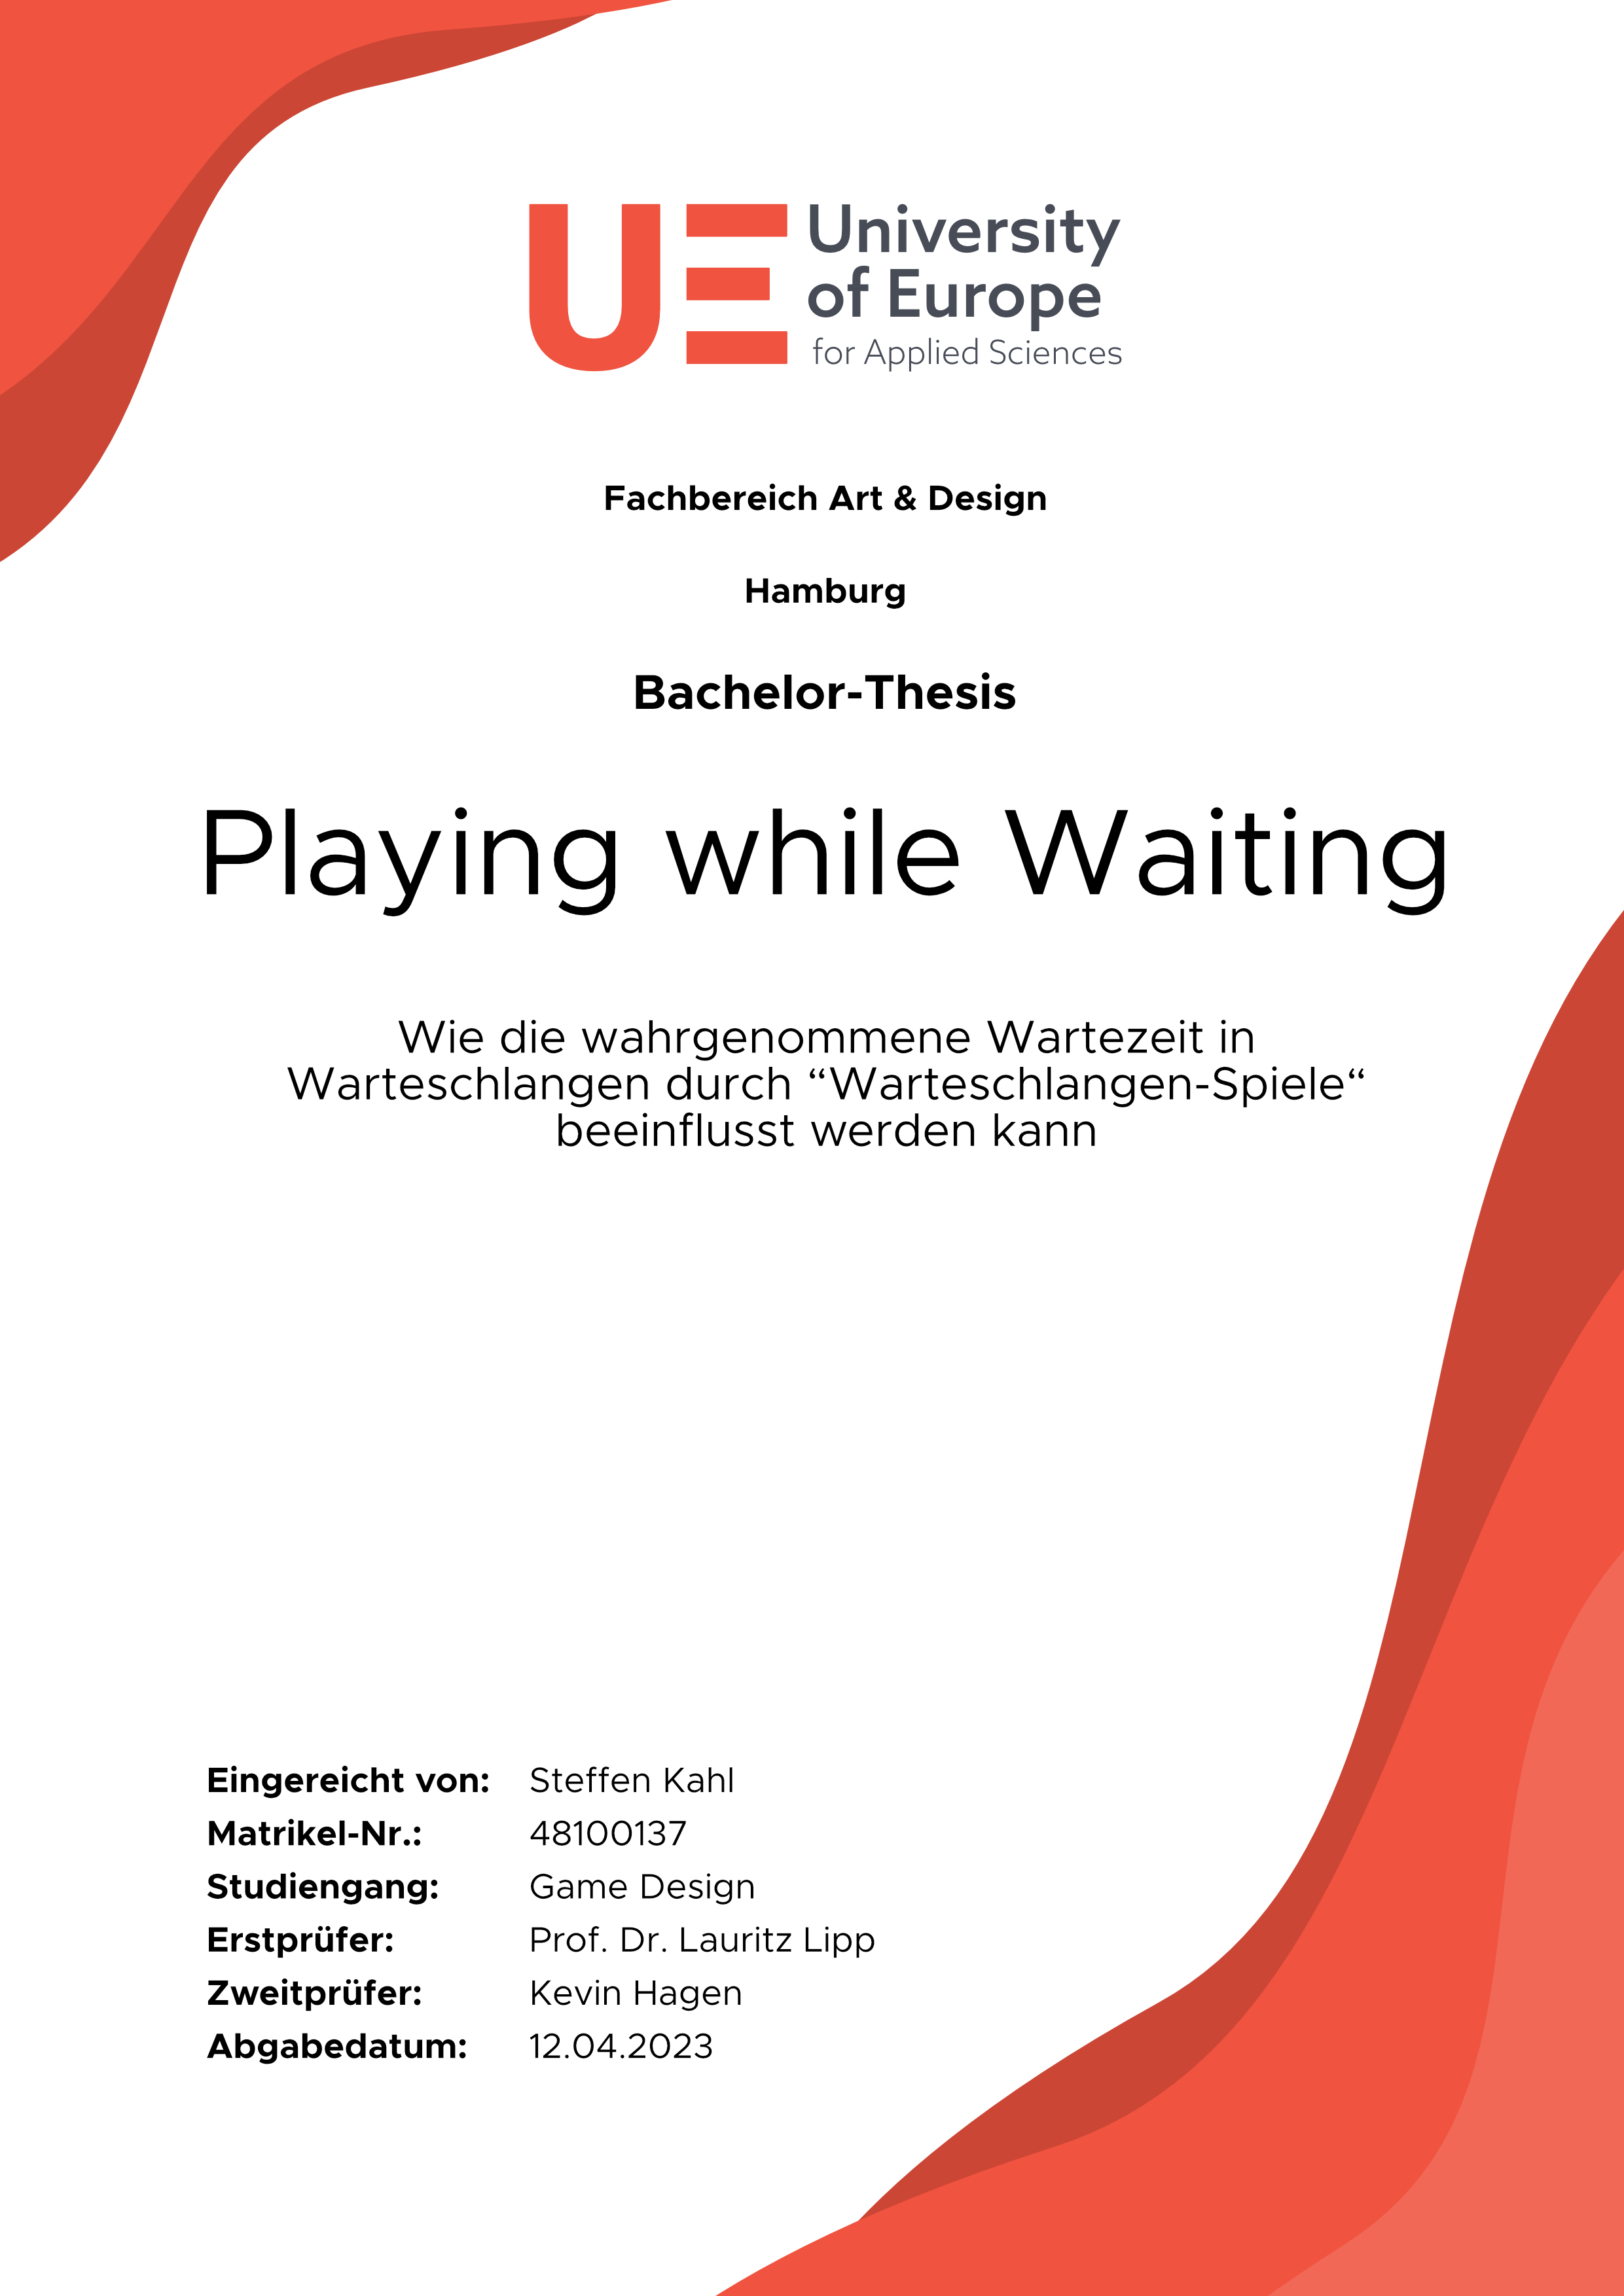 UE
University
of Europe
for Applied Sciences
Fachbereich Art & Design
Hamburg
Bachelor-Thesis
Playing while Waiting
Wie die wahrgenommene Wartezeit in
Warteschlangen durch “Warteschlangen-Spiele“
beeinflusst werden kann
Eingereicht von: Steffen Kahl
Matrikel-Nr.: 48100137
Studiengang: Game Design
Erstprüfer: Prof. Dr. Lauritz Lipp
Zweitprüfer: Kevin Hagen
Abgabedatum: 12.04.2023